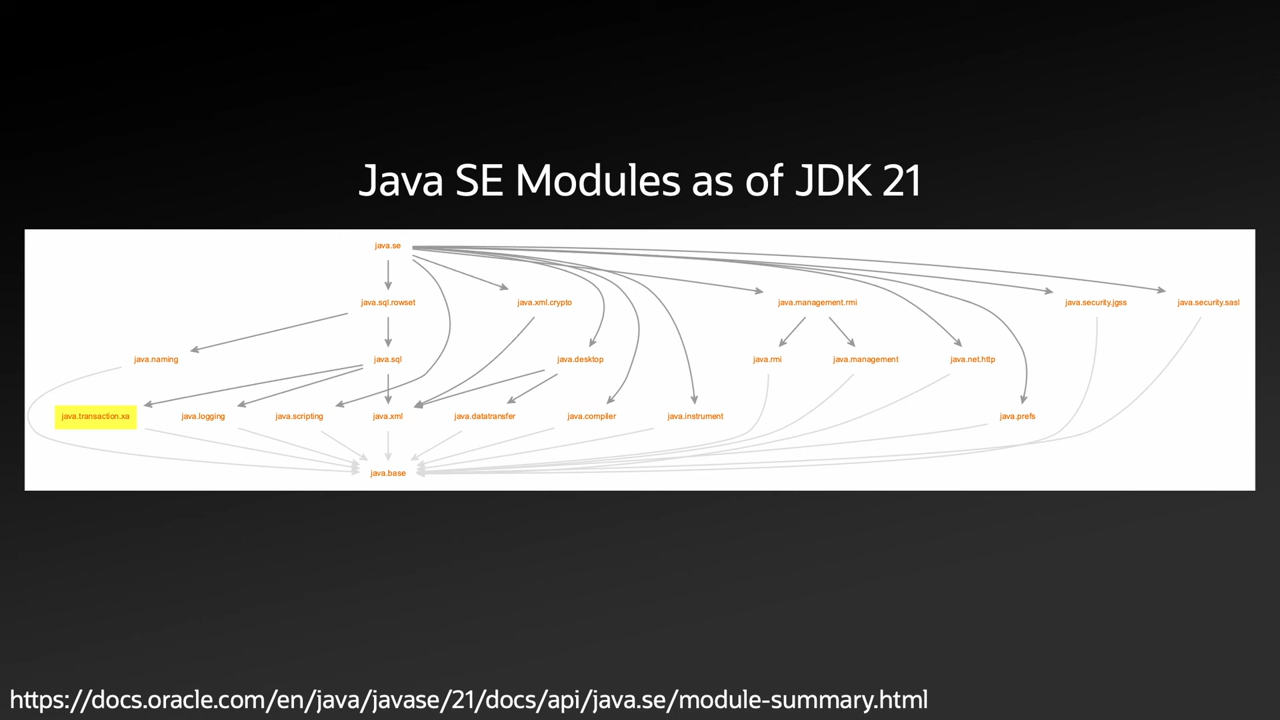 Java SE Modules as of JDK 21
java.se
java.sql.rowset
java.xml.crypto
java.management.rmi
java.security.jgss
java.security.sasl
java.naming
java.sql
java.desktop
java.rmi
java.management
java.net.http
java.transaction.xa
java.logging
java.scripting
java.xml
java.datatransfer
java.compiler
java.instrument
java.prefs
java.base
https://docs.oracle.com/en/java/javase/21/docs/api/java.se/module-summary.html